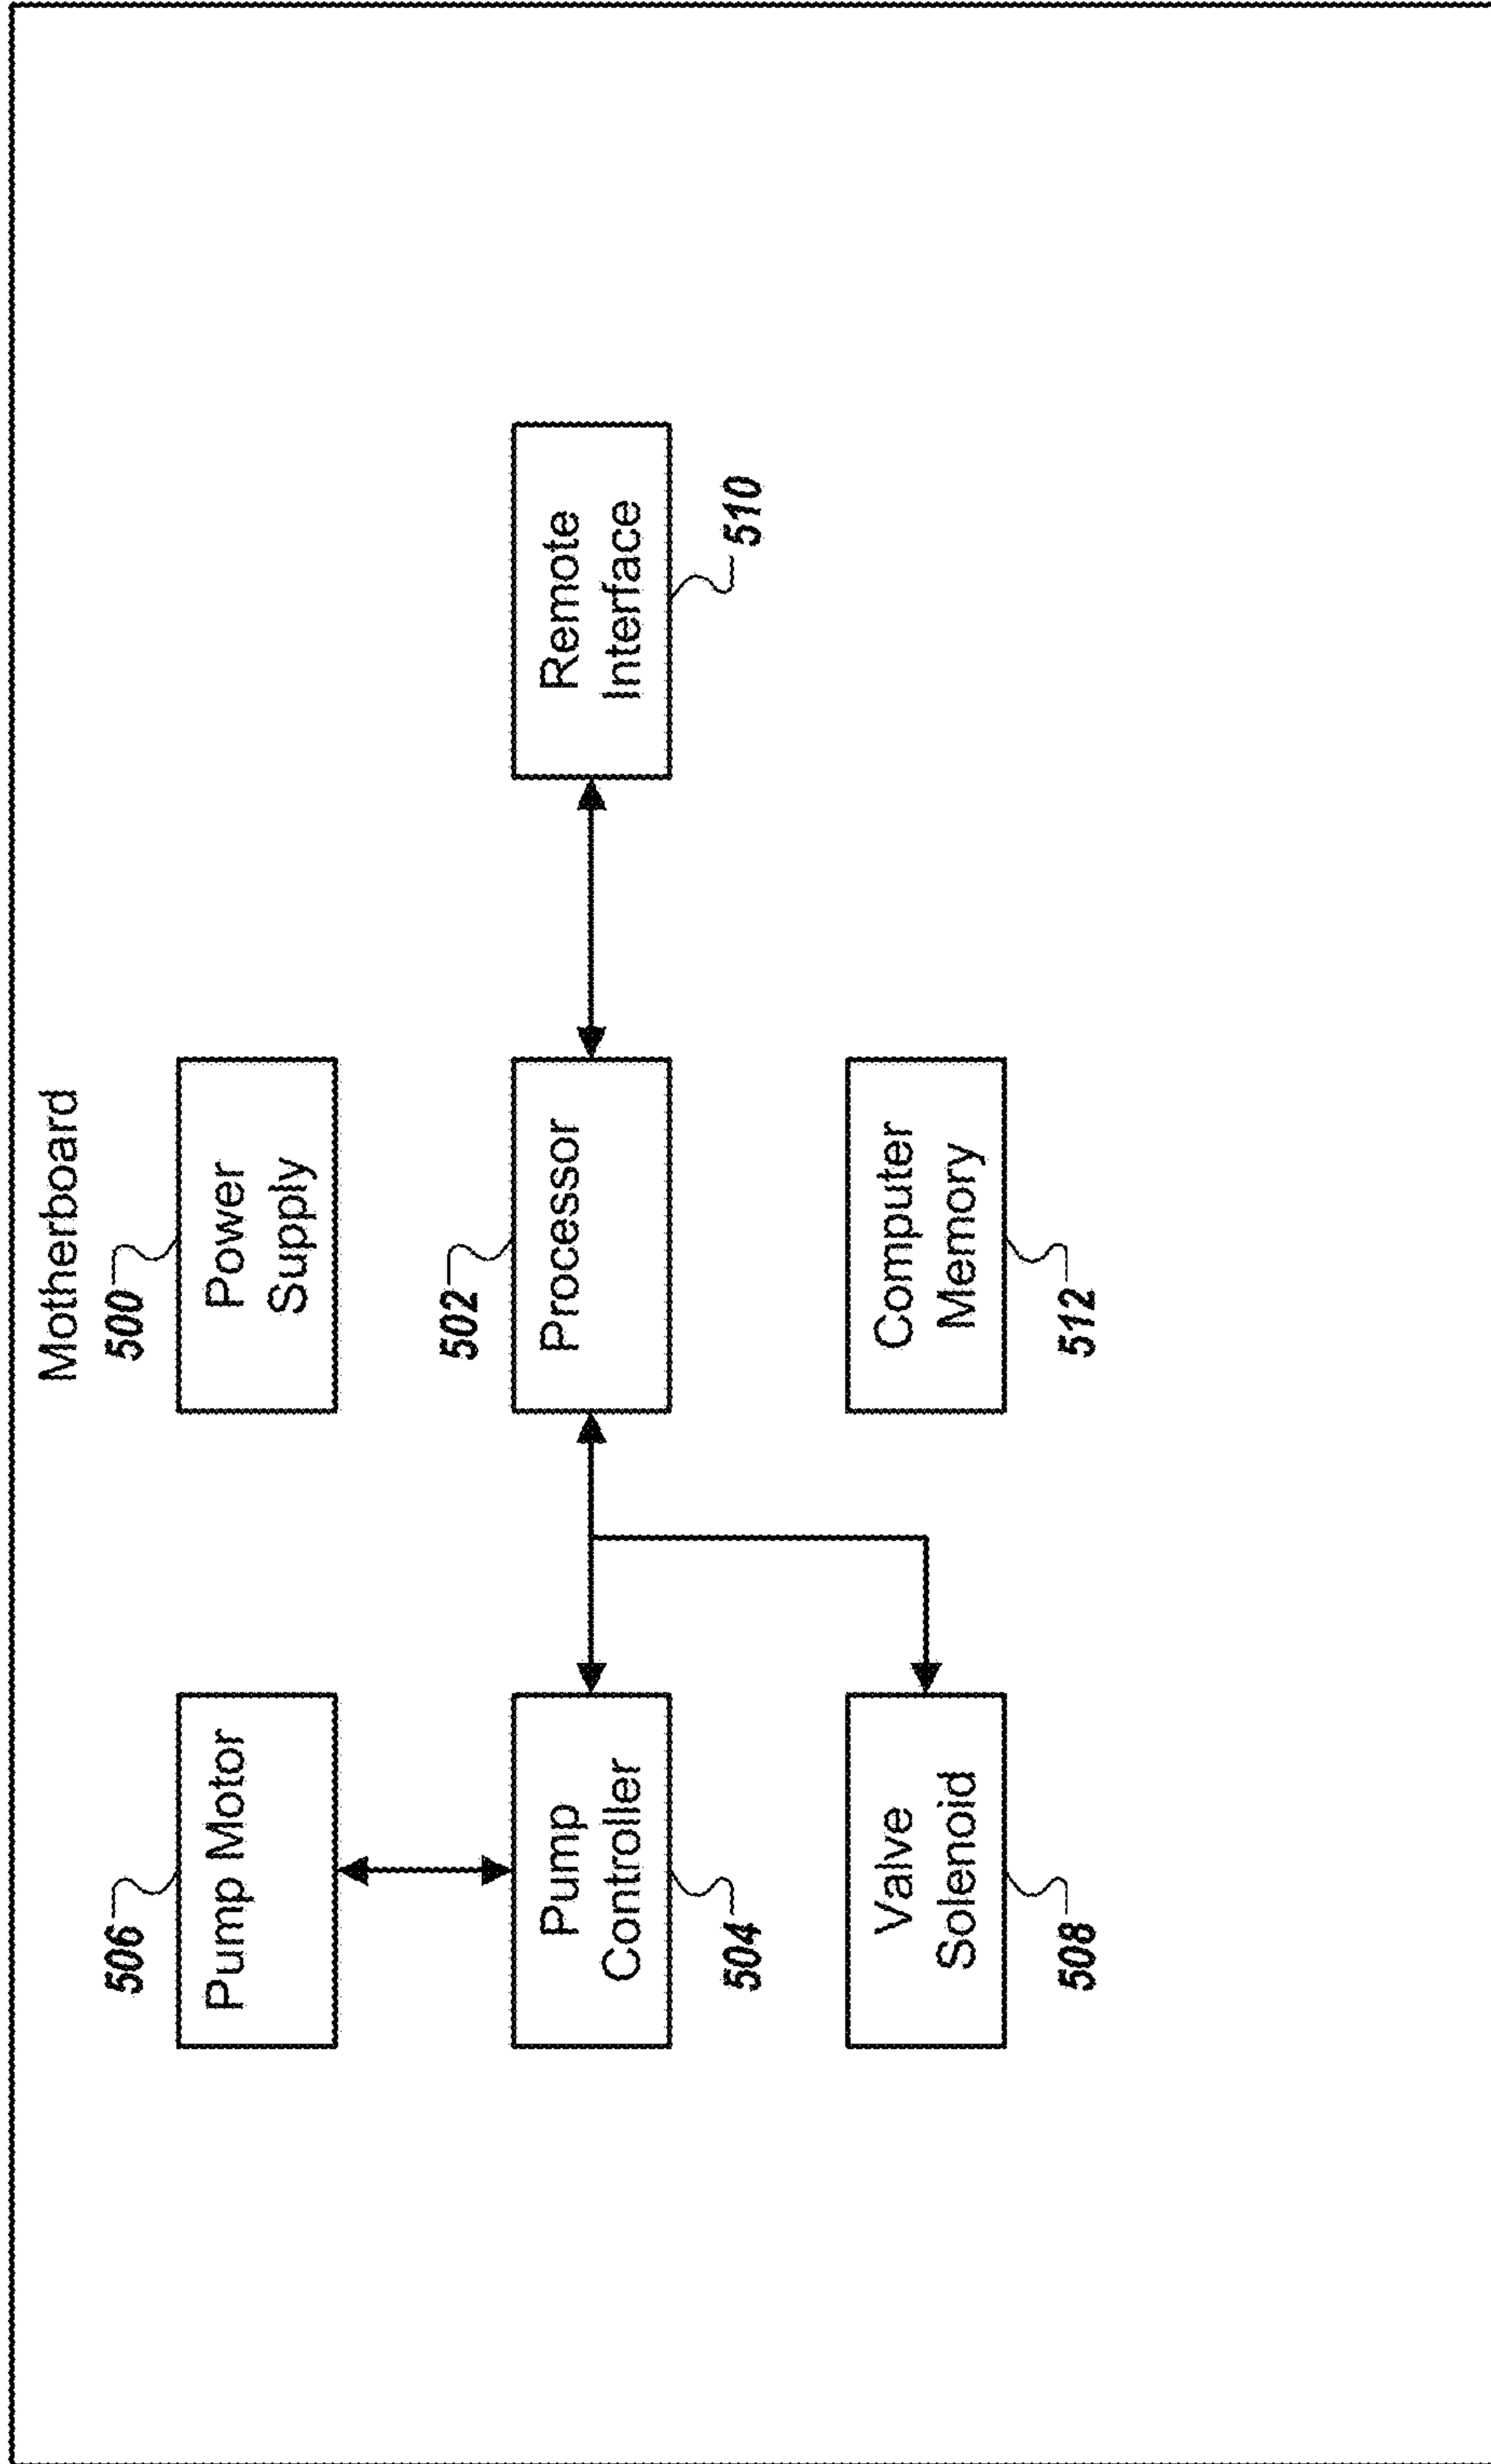 Motherboard
506
Pump Motor
500
Power
Supply
504
Pump
Controller
502
Processor
Remote
Interface
510
Valve
Solenoid
508
Computer
Memory
512